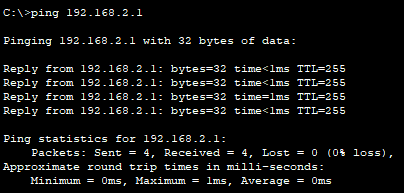 C:\>ping 192.168.2.1
Pinging 192.168.2.1 with 32 bytes of data:
Reply from 192.168.2.1: bytes=32 time<1ms TTL=255
Reply from 192.168.2.1: bytes=32 time<1ms TTL=255
Reply from 192.168.2.1: bytes=32 time<1ms TTL=255
Reply from 192.168.2.1: bytes=32 time<1ms TTL=255
Ping statistics for 192.168.2.1:
    Packets: Sent = 4, Received = 4, Lost = 0 (0% loss),
Approximate round trip times in milli-seconds:
    Minimum = 0ms, Maximum = 1ms, Average = 0ms